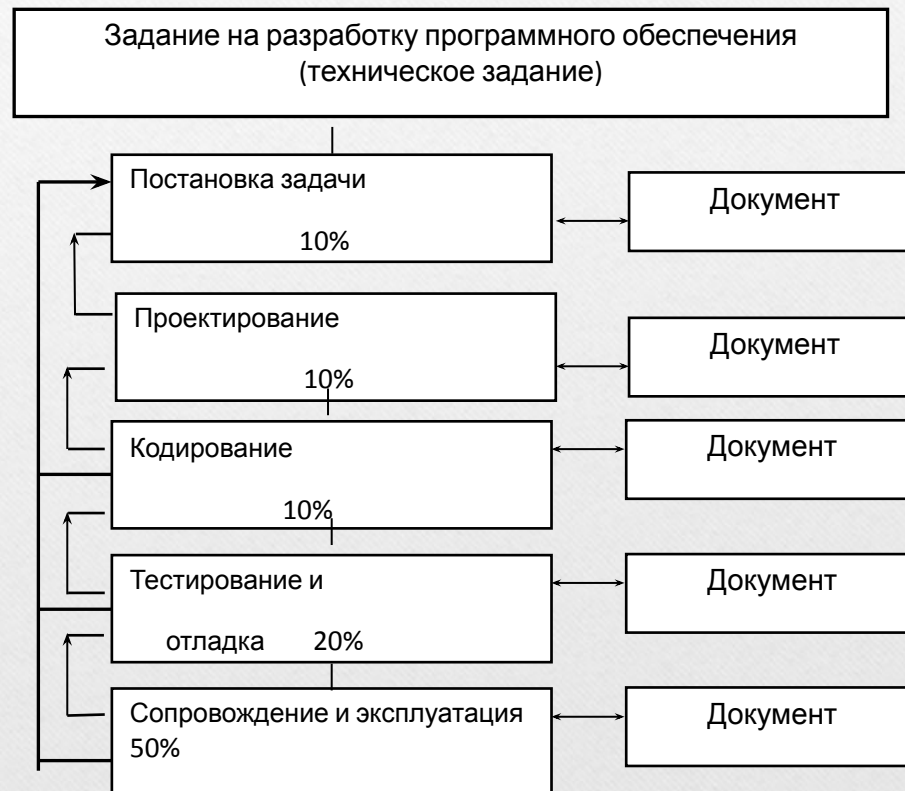 Задание на разработку программного обеспечения
(техническое задание)
Постановка задачи
10%
Документ
Проектирование
10%
Документ
Кодирование
10%
Документ
Тестирование и
отладка 20%
Документ
Сопровождение и эксплуатация
50%
Документ